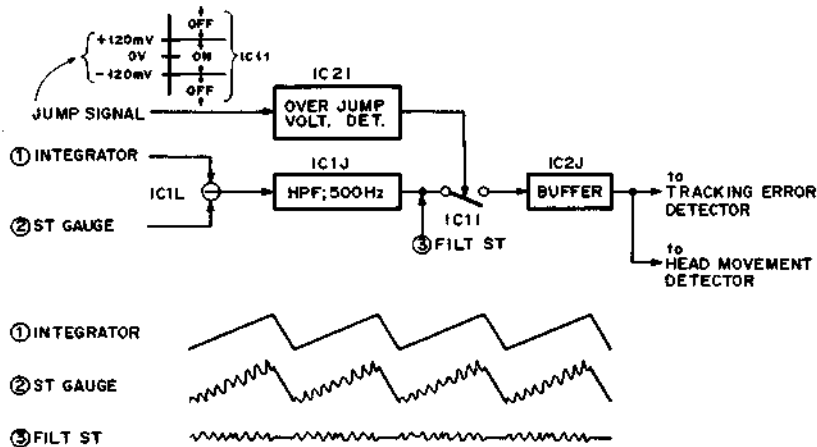 OFF
+120mV
0V
ON
IC11
-120mV
OFF
IC2I
JUMP SIGNAL
OVER JUMP
VOLT. DET.
① INTEGRATOR
IC1J
IC2J
IC1L
HPF; 500Hz
BUFFER
to
TRACKING ERROR
DETECTOR
IC1I
② ST GAUGE
③ FILT ST
to
HEAD MOVEMENT
DETECTOR
① INTEGRATOR
② ST GAUGE
③ FILT ST